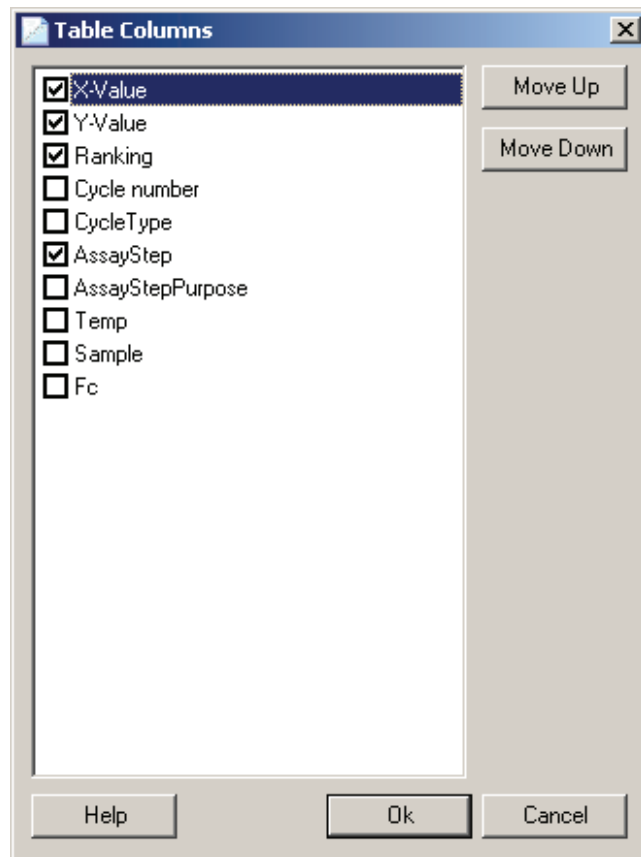 Table Columns
X-Value
Y-Value
Ranking
Cycle number
CycleType
AssayStep
AssayStepPurpose
Temp
Sample
Fc
Move Up
Move Down
Help
Ok
Cancel